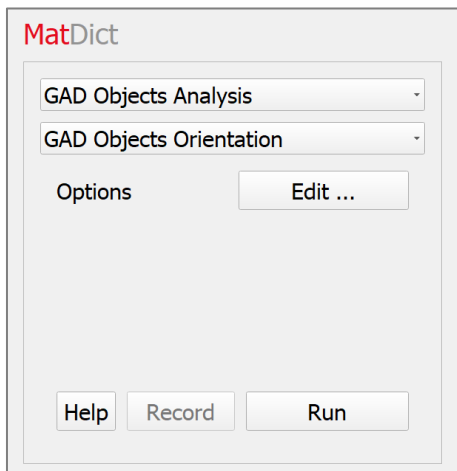 MatDict
GAD Objects Analysis
GAD Objects Orientation
Options Edit ...
Help Record Run